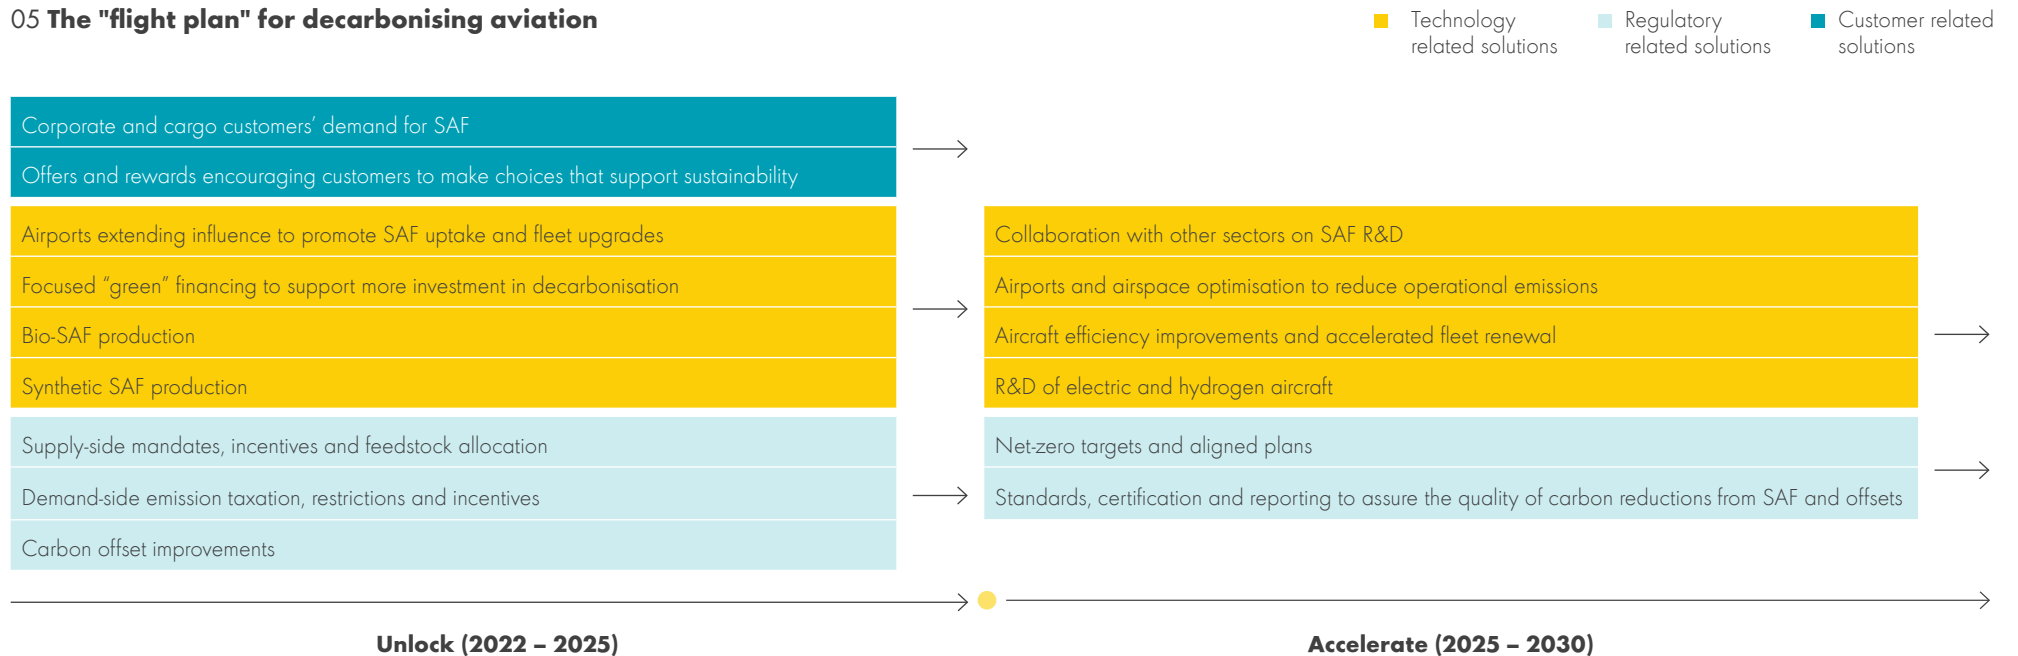 05 The "flight plan" for decarbonising aviation
Technology
related solutions
Regulatory
related solutions
Customer related
solutions
Corporate and cargo customers’ demand for SAF
Offers and rewards encouraging customers to make choices that support sustainability
Airports extending influence to promote SAF uptake and fleet upgrades
Focused “green” financing to support more investment in decarbonisation
Bio-SAF production
Synthetic SAF production
Supply-side mandates, incentives and feedstock allocation
Demand-side emission taxation, restrictions and incentives
Carbon offset improvements
Collaboration with other sectors on SAF R&D
Airports and airspace optimisation to reduce operational emissions
Aircraft efficiency improvements and accelerated fleet renewal
R&D of electric and hydrogen aircraft
Net-zero targets and aligned plans
Standards, certification and reporting to assure the quality of carbon reductions from SAF and offsets
Unlock (2022 – 2025)
Accelerate (2025 – 2030)